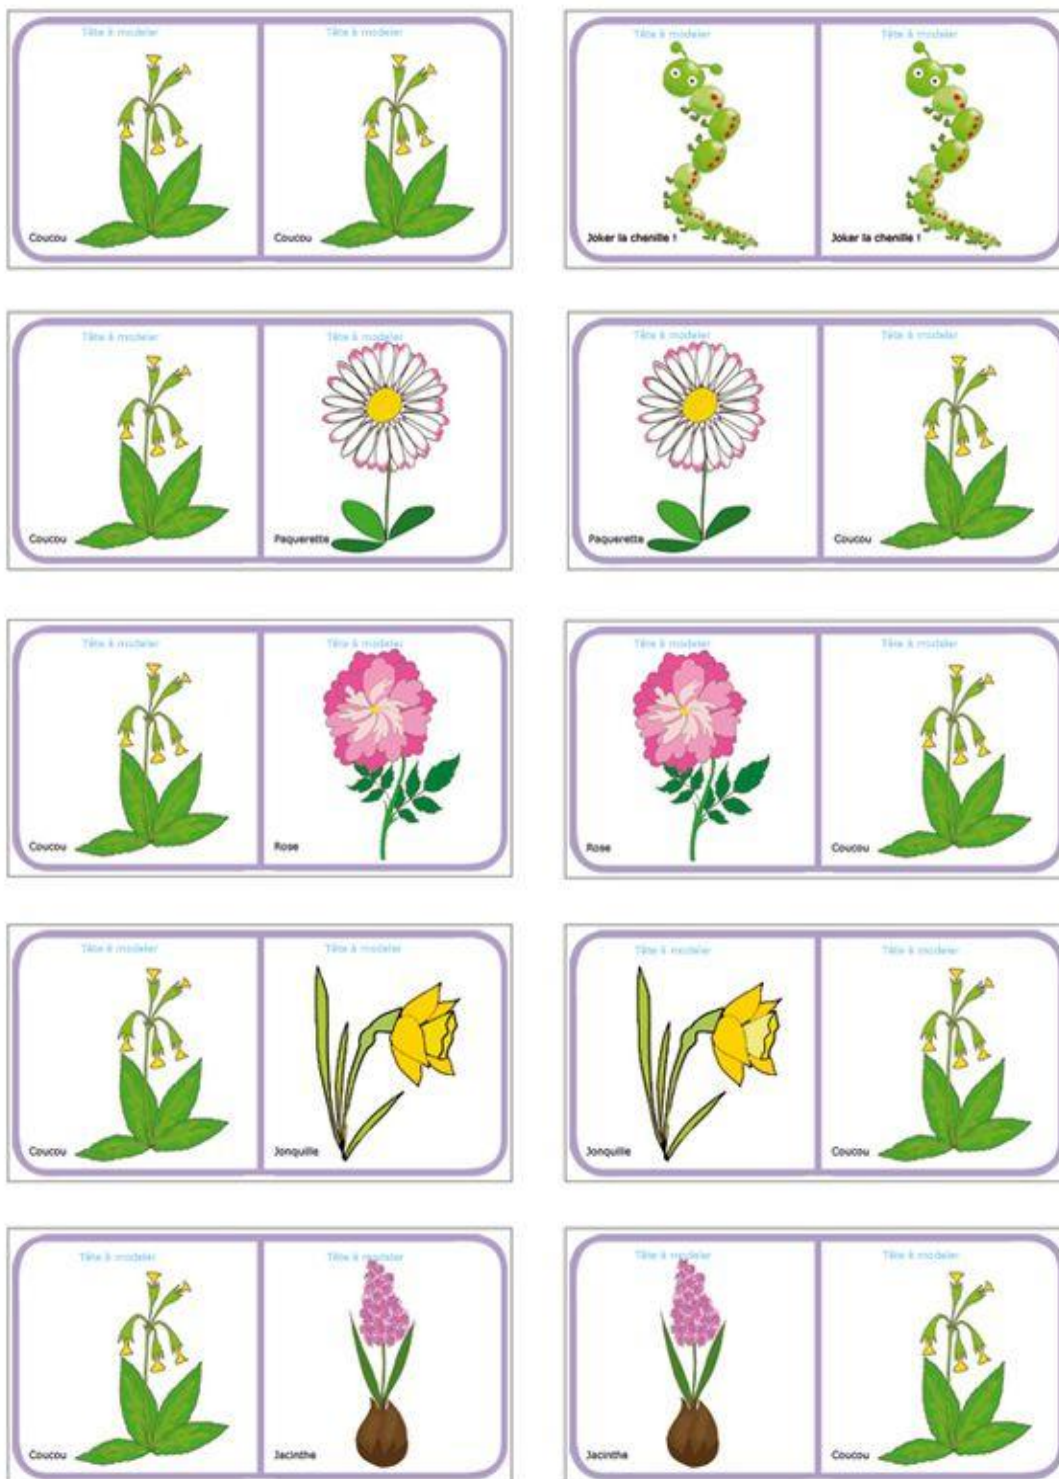 Tête à modeler Tête à modeler
Coucou Coucou
Tête à modeler Tête à modeler
Joker la chenille ! Joker la chenille !
Tête à modeler Tête à modeler
Coucou Paquerette
Tête à modeler Tête à modeler
Paquerette Coucou
Tête à modeler Tête à modeler
Coucou Rose
Tête à modeler Tête à modeler
Rose Coucou
Tête à modeler Tête à modeler
Coucou Jonquille
Tête à modeler Tête à modeler
Jonquille Coucou
Tête à modeler Tête à modeler
Coucou Jacinthe
Tête à modeler Tête à modeler
Jacinthe Coucou